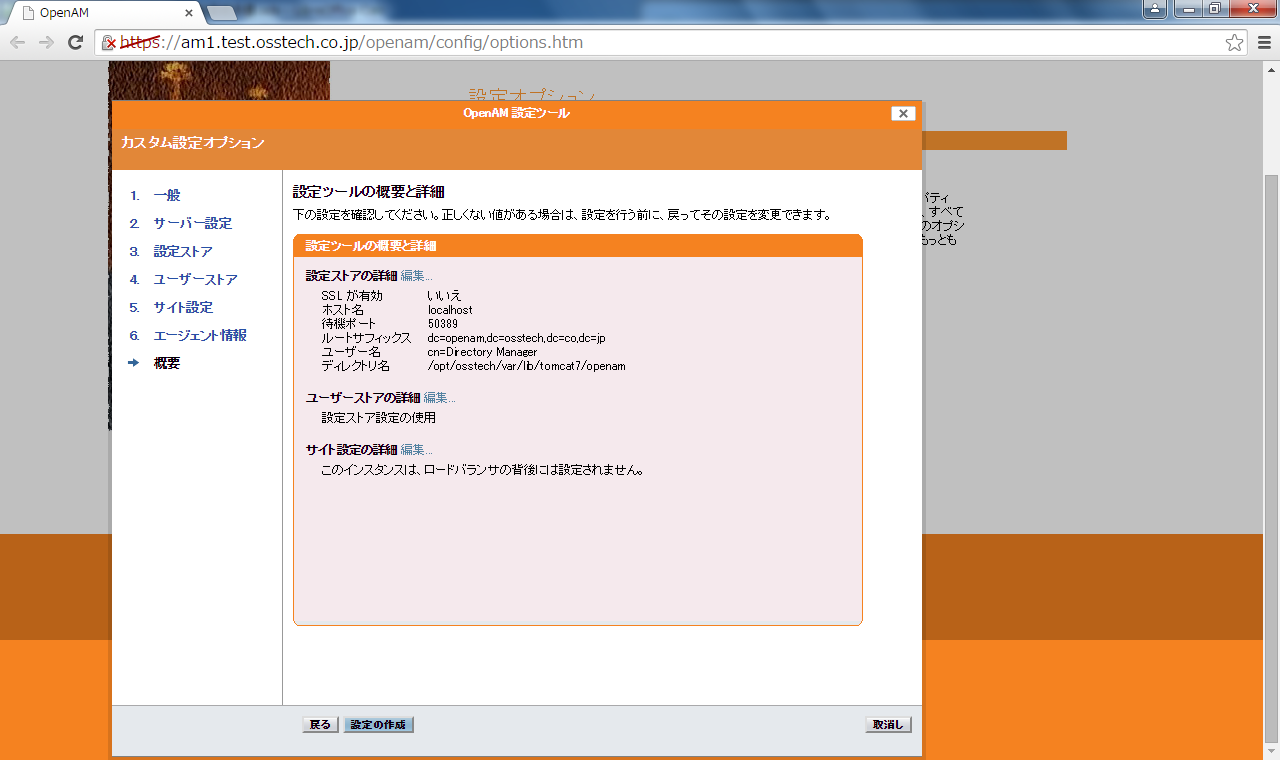 OpenAM
https://am1.test.osstech.co.jp/openam/config/options.htm
設定オプション
OpenAM 設定ツール
カスタム設定オプション
1. 一般
2. サーバー設定
3. 設定ストア
4. ユーザーストア
5. サイト設定
6. エージェント情報
概要
設定ツールの概要と詳細
下の設定を確認してください。正しくない値がある場合は、設定を行う前に、戻ってその設定を変更できます。
設定ツールの概要と詳細
設定ストアの詳細 編集...
SSL が有効 いいえ
ホスト名 localhost
待機ポート 50389
ルートサフィックス dc=openam,dc=osstech,dc=co,dc=jp
ユーザー名 cn=Directory Manager
ディレクトリ名 /opt/osstech/var/lib/tomcat7/openam
ユーザーストアの詳細 編集...
設定ストア設定の使用
サイト設定の詳細 編集...
このインスタンスは、ロードバランサの背後には設定されません。
パティ
、すべて
のオプシ
もっとも
戻る 設定の作成 取消し